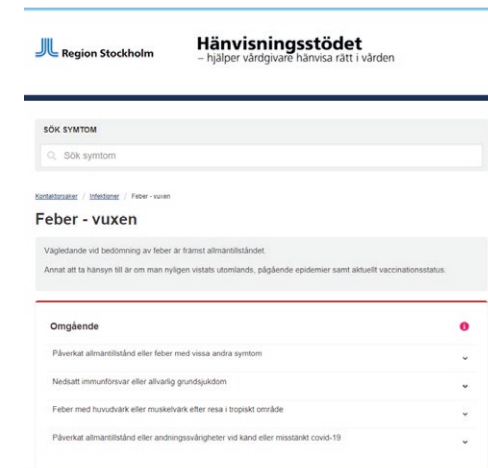 Region Stockholm
Hänvisningsstödet
– hjälper vårdgivare hänvisa rätt i vården
SÖK SYMTOM
Sök symtom
Kontaktorsaker / Infektioner / Feber - vuxen
Feber - vuxen
Vägledande vid bedömning av feber är främst allmäntillståndet.
Annat att ta hänsyn till är om man nyligen vistats utomlands, pågående epidemier samt aktuellt vaccinationsstatus.
Omgående
Påverkat allmäntillstånd eller feber med vissa andra symtom
Nedsatt immunförsvar eller allvarlig grundsjukdom
Feber med huvudvärk eller muskelvärk efter resa i tropiskt område
Påverkat allmäntillstånd eller andningssvårigheter vid känd eller misstänkt covid-19